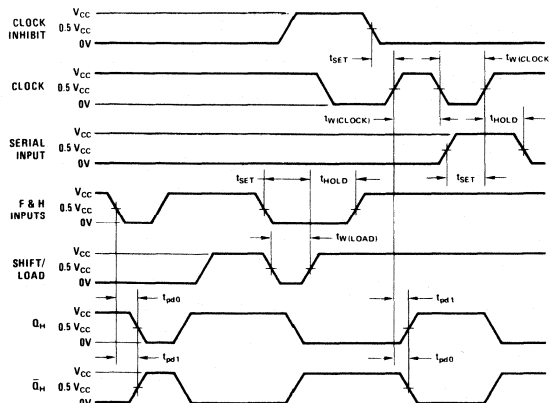 CLOCK INHIBIT
VCC
0.5 VCC
0V
tSET
tW(CLOCK
CLOCK
VCC
0.5 VCC
0V
tW(CLOCK)
tHOLD
SERIAL INPUT
VCC
0.5 VCC
0V
tSET
tHOLD
tSET
F & H INPUTS
VCC
0.5 VCC
0V
tW(LOAD)
SHIFT/ LOAD
VCC
0.5 VCC
0V
tpd0
tpd1
QH
VCC
0.5 VCC
0V
tpd1
tpd0
Q̄H
VCC
0.5 VCC
0V